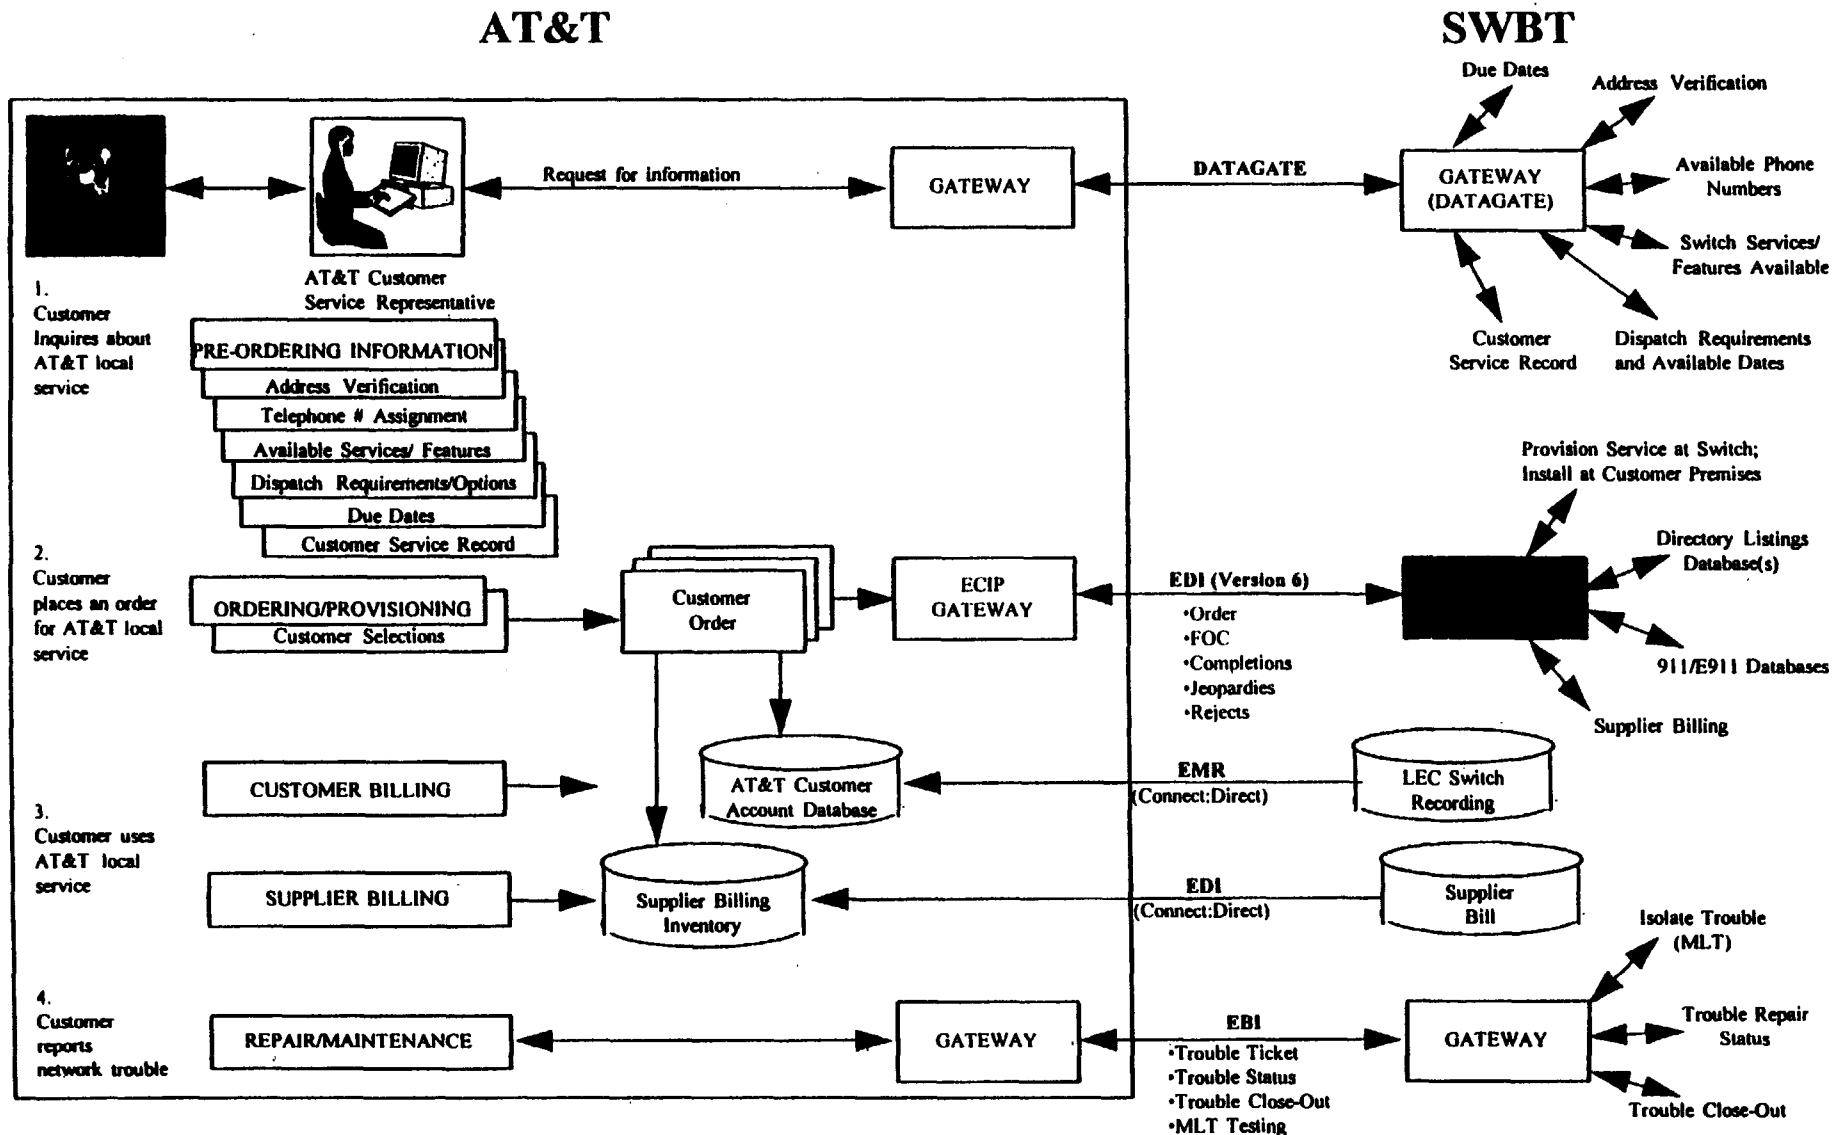 AT&T
SWBT
Due Dates
Address Verification
Request for information
GATEWAY
DATAGATE
GATEWAY
(DATAGATE)
Available Phone
Numbers
Switch Services/
Features Available
Customer
Service Record
Dispatch Requirements
and Available Dates
1.
Customer
Inquires about
AT&T local
service
AT&T Customer
Service Representative
PRE-ORDERING INFORMATION
Address Verification
Telephone # Assignment
Available Services/ Features
Dispatch Requirements/Options
Due Dates
Customer Service Record
2.
Customer
places an order
for AT&T local
service
ORDERING/PROVISIONING
Customer Selections
Customer
Order
ECIP
GATEWAY
EDI (Version 6)
•Order
•FOC
•Completions
•Jeopardies
•Rejects
Provision Service at Switch;
Install at Customer Premises
Directory Listings
Database(s)
911/E911 Databases
Supplier Billing
3.
Customer uses
AT&T local
service
CUSTOMER BILLING
AT&T Customer
Account Database
EMR
(Connect:Direct)
LEC Switch
Recording
SUPPLIER BILLING
Supplier Billing
Inventory
EDI
(Connect:Direct)
Supplier
Bill
4.
Customer
reports
network trouble
REPAIR/MAINTENANCE
GATEWAY
EBI
•Trouble Ticket
•Trouble Status
•Trouble Close-Out
•MLT Testing
GATEWAY
Isolate Trouble
(MLT)
Trouble Repair
Status
Trouble Close-Out